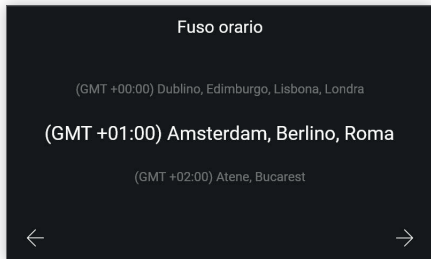 Fuso orario
(GMT +00:00) Dublino, Edimburgo, Lisbona, Londra
(GMT +01:00) Amsterdam, Berlino, Roma
(GMT +02:00) Atene, Bucarest